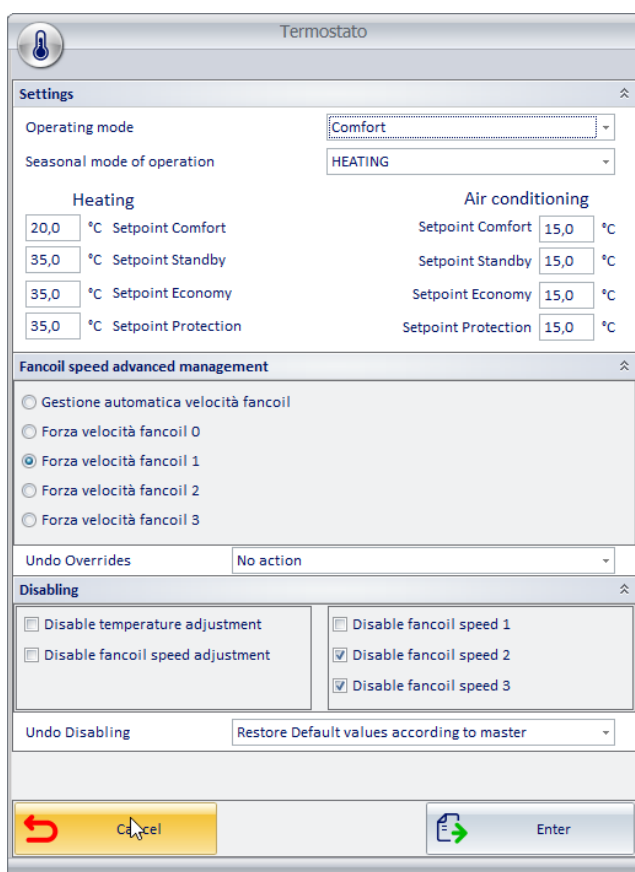 Termostato
Settings
Operating mode Comfort
Seasonal mode of operation HEATING
Heating Air conditioning
20,0 °C Setpoint Comfort Setpoint Comfort 15,0 °C
35,0 °C Setpoint Standby Setpoint Standby 15,0 °C
35,0 °C Setpoint Economy Setpoint Economy 15,0 °C
35,0 °C Setpoint Protection Setpoint Protection 15,0 °C
Fancoil speed advanced management
Gestione automatica velocità fancoil
Forza velocità fancoil 0
Forza velocità fancoil 1
Forza velocità fancoil 2
Forza velocità fancoil 3
Undo Overrides No action
Disabling
Disable temperature adjustment Disable fancoil speed 1
Disable fancoil speed adjustment Disable fancoil speed 2
Disable fancoil speed 3
Undo Disabling Restore Default values according to master
Cancel Enter